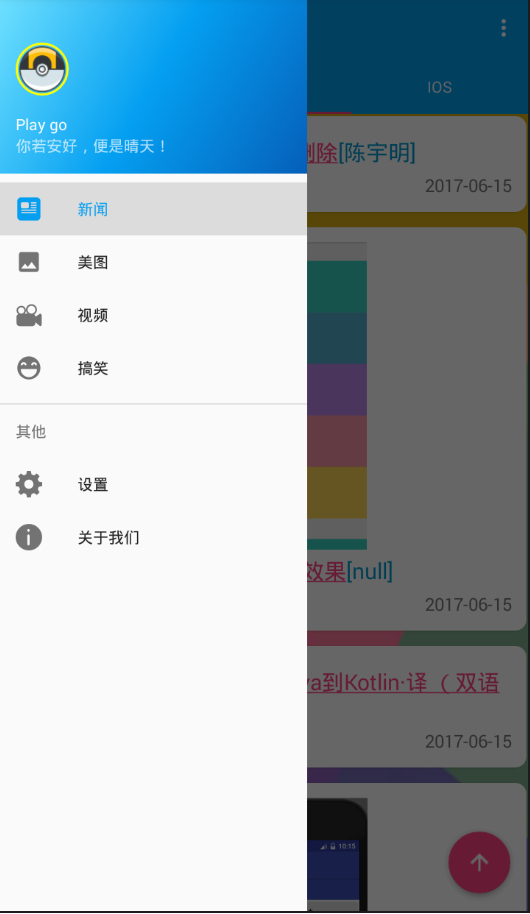 Play go
你若安好，便是晴天！
新闻
美图
视频
搞笑
其他
设置
关于我们
IOS
删除[陈宇明]
2017-06-15
效果[null]
2017-06-15
va到Kotlin·译 （双语
2017-06-15
10:15